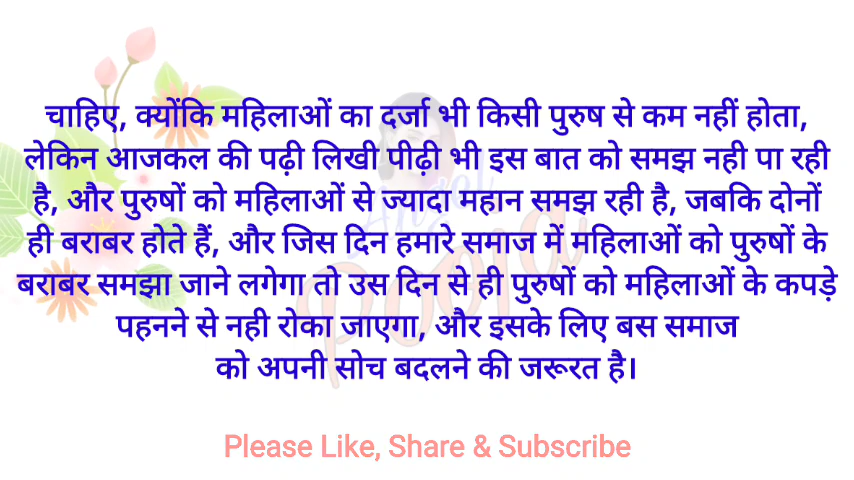 चाहिए, क्योंकि महिलाओं का दर्जा भी किसी पुरुष से कम नहीं होता,
लेकिन आजकल की पढ़ी लिखी पीढ़ी भी इस बात को समझ नही पा रही
है, और पुरुषों को महिलाओं से ज्यादा महान समझ रही है, जबकि दोनों
ही बराबर होते हैं, और जिस दिन हमारे समाज में महिलाओं को पुरुषों के
बराबर समझा जाने लगेगा तो उस दिन से ही पुरुषों को महिलाओं के कपड़े
पहनने से नही रोका जाएगा, और इसके लिए बस समाज
को अपनी सोच बदलने की जरूरत है।
Pooja
Please Like, Share & Subscribe